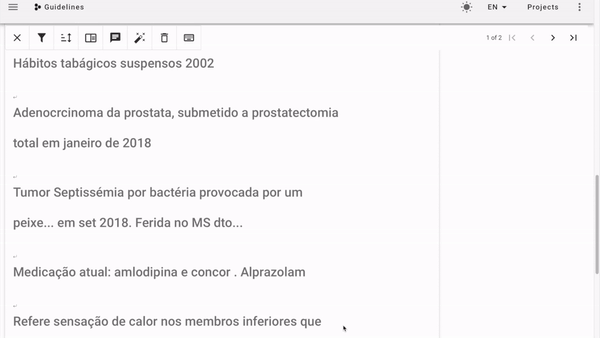 Guidelines
EN
Projects
1 of 2
Hábitos tabágicos suspensos 2002
Adenocrcinoma da prostata, submetido a prostatectomia
total em janeiro de 2018
Tumor Septissémia por bactéria provocada por um
peixe... em set 2018. Ferida no MS dto...
Medicação atual: amlodipina e concor . Alprazolam
Refere sensação de calor nos membros inferiores que